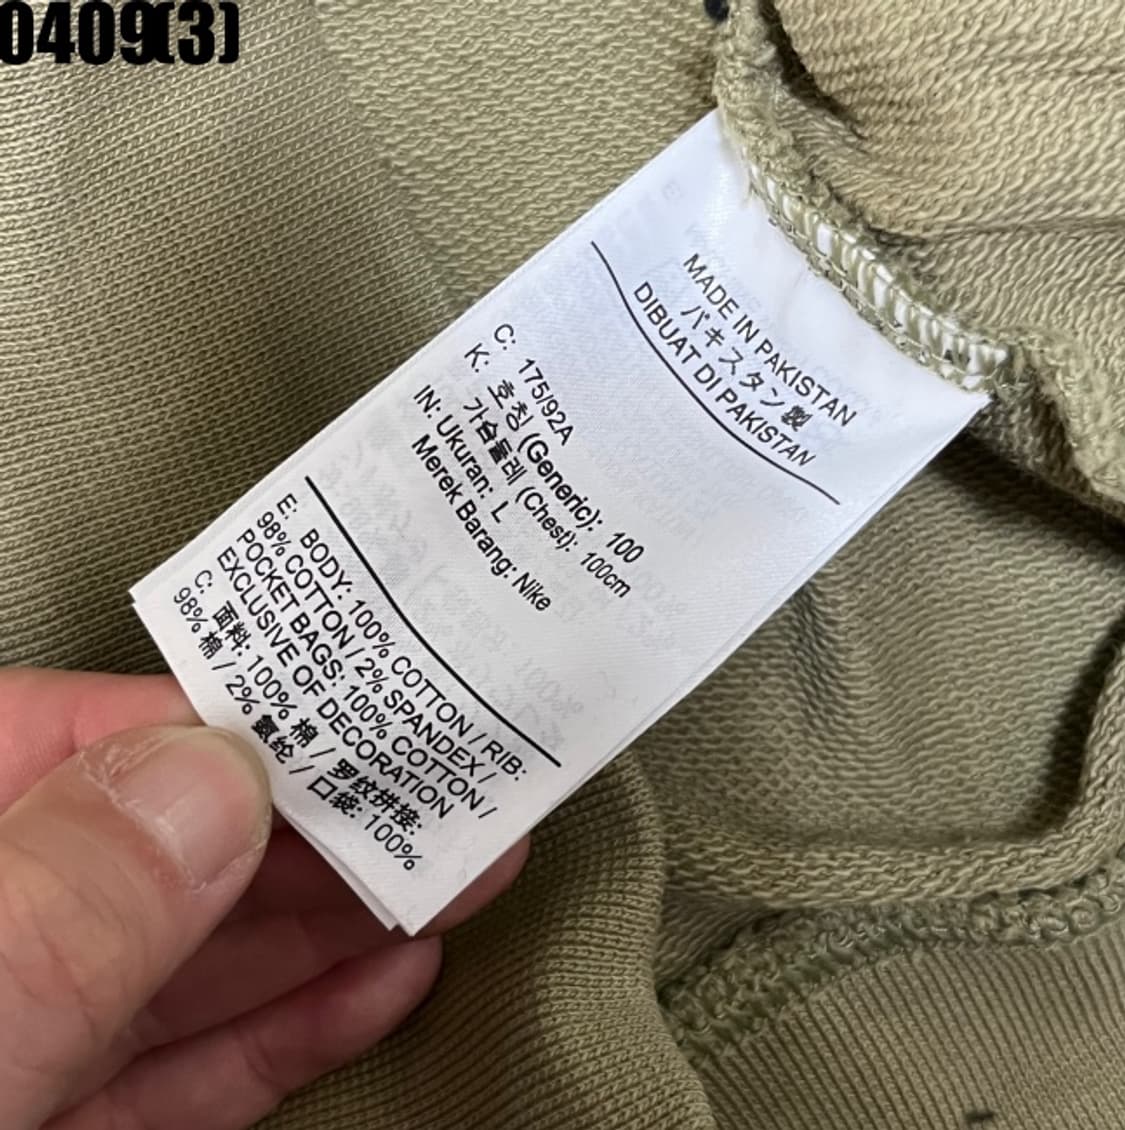 0409(3)
MADE IN PAKISTAN
パキスタン製
DIBUAT DI PAKISTAN
C: 175/92A
K: 호칭 (Generic): 100
가슴둘레 (Chest): 100cm
IN: Ukuran: L
Merek Barang: Nike
E: BODY: 100% COTTON / RIB:
98% COTTON / 2% SPANDEX /
POCKET BAGS: 100% COTTON /
EXCLUSIVE OF DECORATION
C: 面料: 100% 棉 / 罗纹拼接:
98% 棉 / 2% 氨纶 / 口袋: 100%